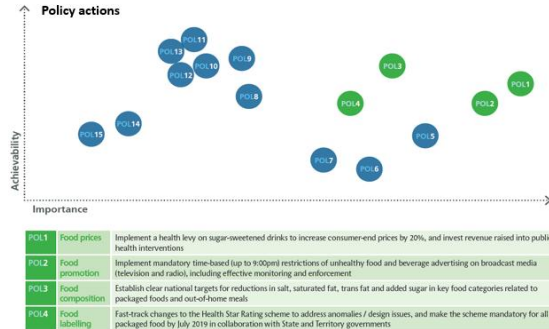 Policy actions
POL11
POL13
POL10
POL9
POL12
POL3
POL1
POL8
POL4
POL2
POL14
POL15
POL5
POL7
POL6
Achievability
Importance
POL1 Food prices Implement a health levy on sugar-sweetened drinks to increase consumer-end prices by 20%, and invest revenue raised into public
health interventions
POL2 Food Implement mandatory time-based (up to 9:00pm) restrictions of unhealthy food and beverage advertising on broadcast media
promotion (television and radio), including effective monitoring and enforcement
POL3 Food Establish clear national targets for reductions in salt, saturated fat, trans fat and added sugar in key food categories related to
composition packaged foods and out-of-home meals
POL4 Food Fast-track changes to the Health Star Rating scheme to address anomalies / design issues, and make the scheme mandatory for all
labelling packaged food by July 2019 in collaboration with State and Territory governments